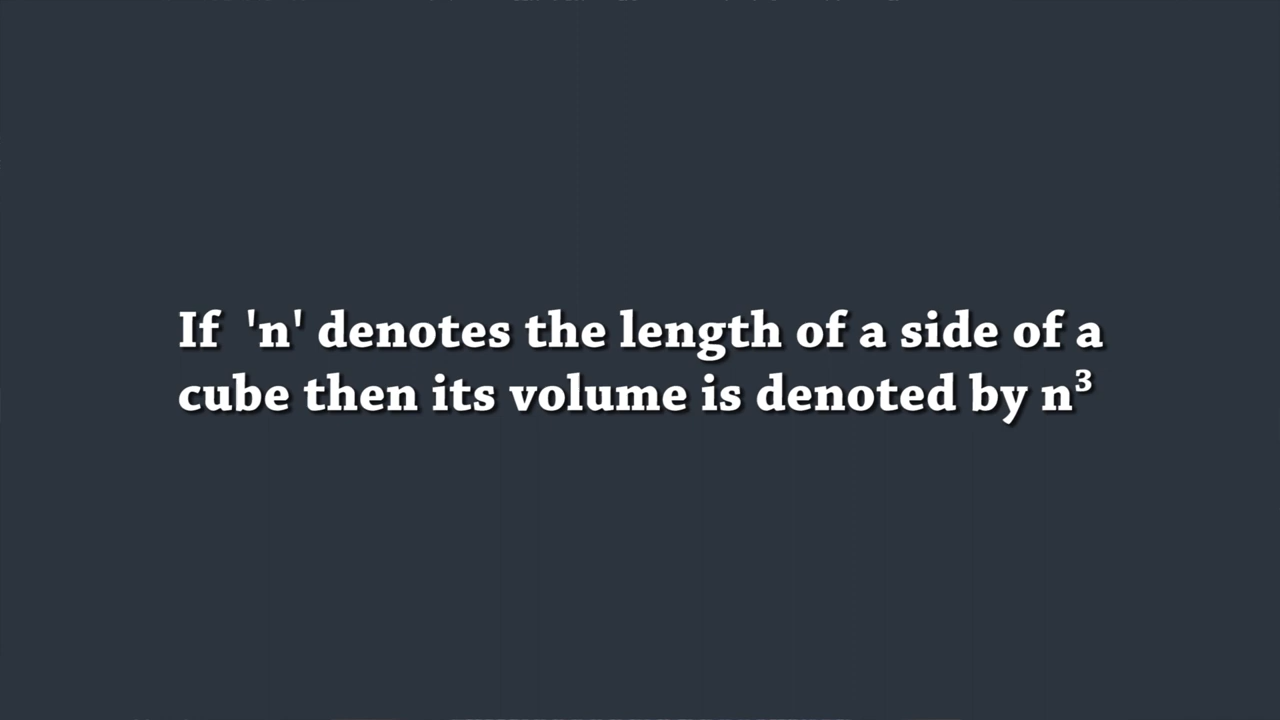 If  'n' denotes the length of a side of a
cube then its volume is denoted by n³